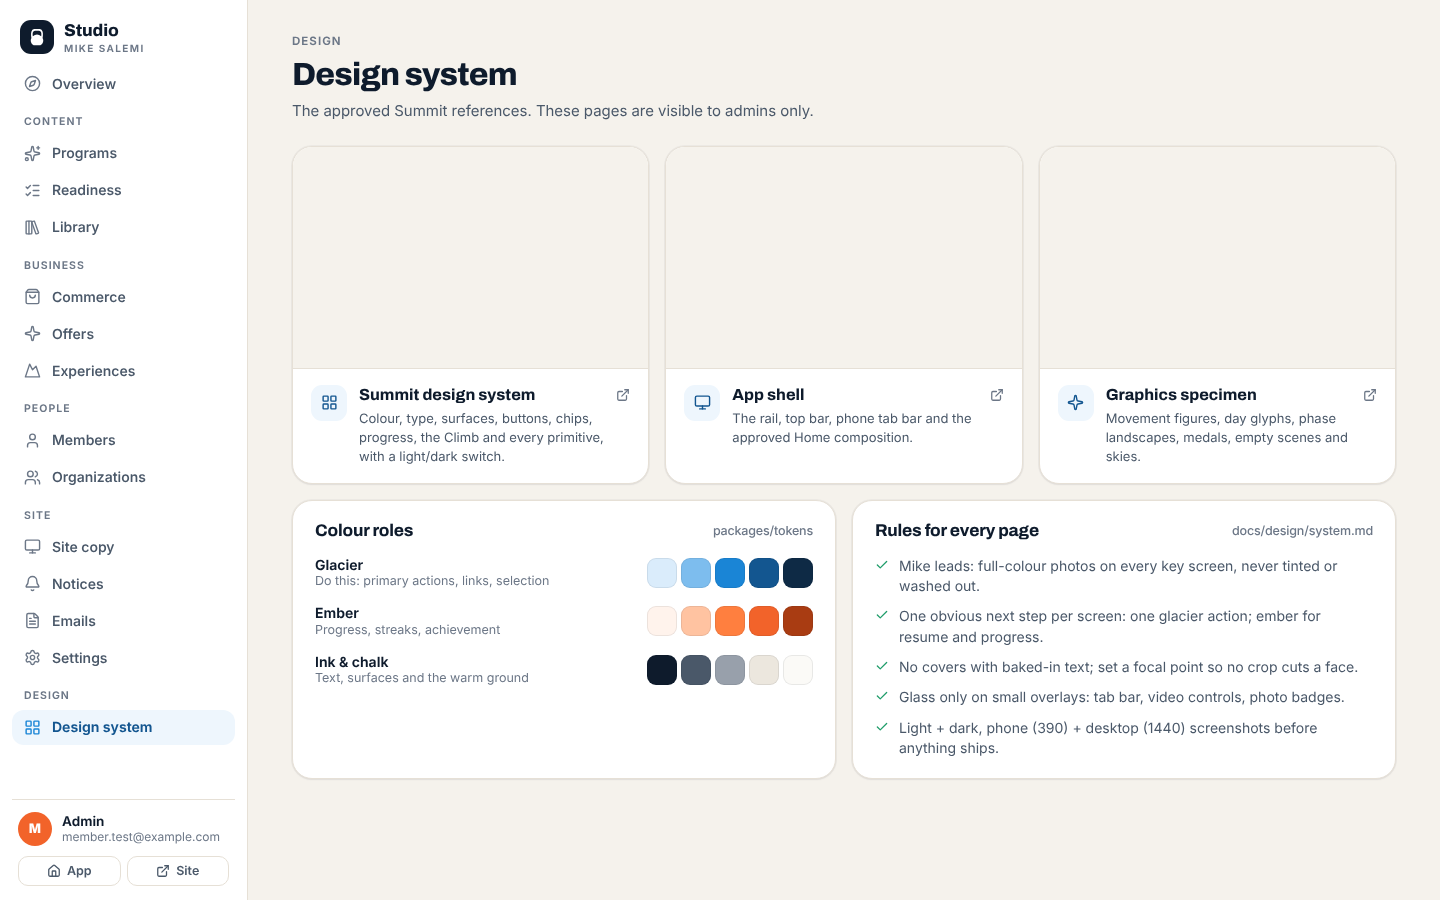 Studio
MIKE SALEMI
Overview
CONTENT
Programs
Readiness
Library
BUSINESS
Commerce
Offers
Experiences
PEOPLE
Members
Organizations
SITE
Site copy
Notices
Emails
Settings
DESIGN
Design system
M
Admin
member.test@example.com
App
Site
DESIGN
Design system
The approved Summit references. These pages are visible to admins only.
Summit design system
Colour, type, surfaces, buttons, chips,
progress, the Climb and every primitive,
with a light/dark switch.
App shell
The rail, top bar, phone tab bar and the
approved Home composition.
Graphics specimen
Movement figures, day glyphs, phase
landscapes, medals, empty scenes and
skies.
Colour roles
packages/tokens
Glacier
Do this: primary actions, links, selection
Ember
Progress, streaks, achievement
Ink & chalk
Text, surfaces and the warm ground
Rules for every page
docs/design/system.md
Mike leads: full-colour photos on every key screen, never tinted or
washed out.
One obvious next step per screen: one glacier action; ember for
resume and progress.
No covers with baked-in text; set a focal point so no crop cuts a face.
Glass only on small overlays: tab bar, video controls, photo badges.
Light + dark, phone (390) + desktop (1440) screenshots before
anything ships.